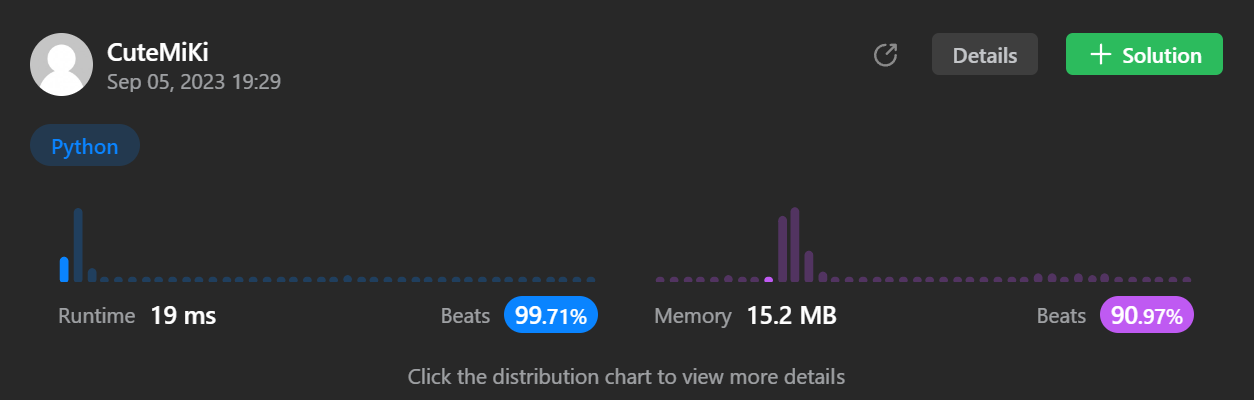 CuteMiKi
Sep 05, 2023 19:29
Details
Solution
Python
Runtime 19 ms Beats 99.71%
Memory 15.2 MB Beats 90.97%
Click the distribution chart to view more details